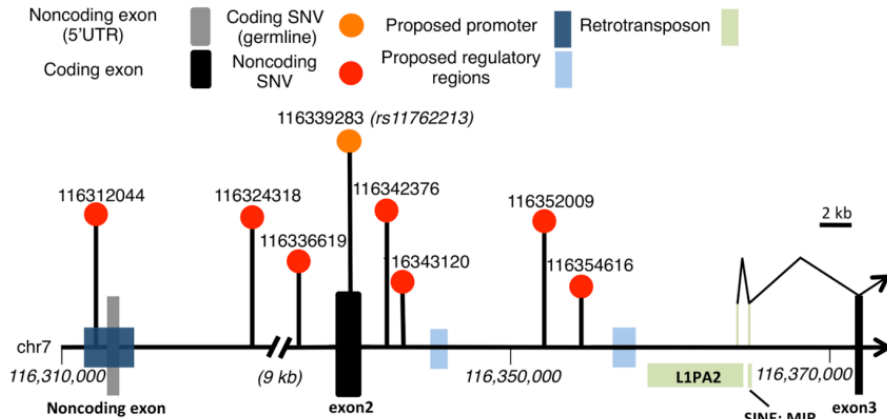 Noncoding exon (5'UTR)
Coding SNV (germline)
Proposed promoter
Retrotransposon
Coding exon
Noncoding SNV
Proposed regulatory regions
116339283 (rs11762213)
116312044
116324318
116336619
116342376
116343120
116352009
116354616
2 kb
chr7
116,310,000
(9 kb)
116,350,000
116,370,000
L1PA2
Noncoding exon
exon2
exon3
SINE: MIR